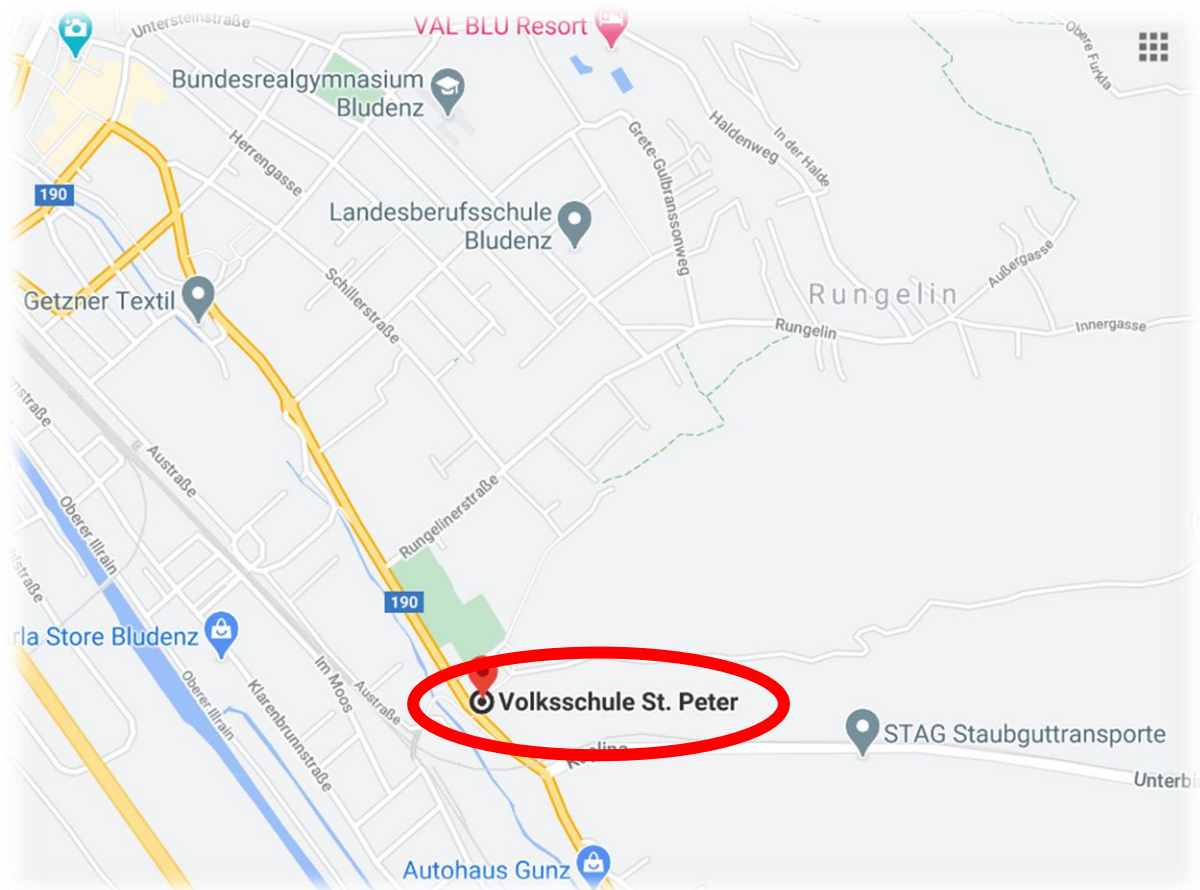 Untersteinstraße
VAL BLU Resort
Obere Furkla
Bundesrealgymnasium
Bludenz
Haldenweg
In der Halde
Grete-Gulbranssonweg
Herrengasse
190
Landesberufsschule
Bludenz
Außergasse
Getzner Textil
Schillerstraße
Rungelin
Rungelin
Innergasse
Austraße
Rungelinerstraße
Oberer Illrain
190
rla Store Bludenz
Im Moos
Oberer Illrain
Klarenbrunnstraße
Austraße
Volksschule St. Peter
STAG Staubguttransporte
Unterbi
Autohaus Gunz